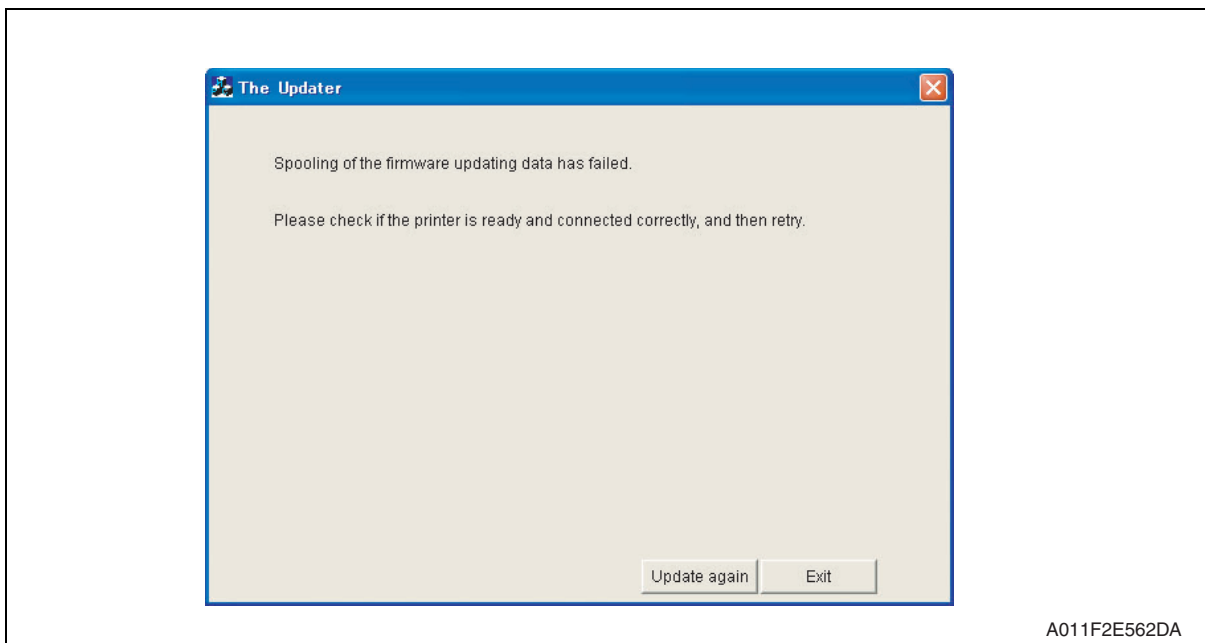 The Updater
Spooling of the firmware updating data has failed.
Please check if the printer is ready and connected correctly, and then retry.
Update again
Exit
A011F2E562DA